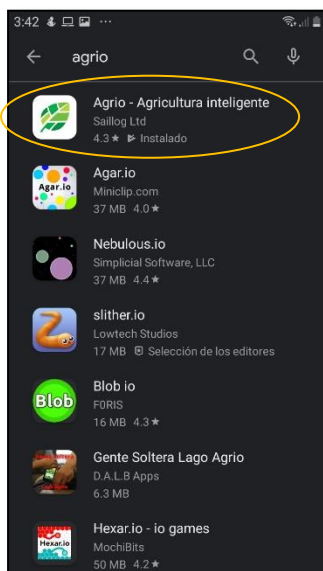 3:42
agrio
Agrio - Agricultura inteligente
Saillog Ltd
4.3★ Instalado
Agar.io
Agar.io
Miniclip.com
37 MB 4.0★
Nebulous.io
Simplicial Software, LLC
37 MB 4.4★
slither.io
Lowtech Studios
17 MB Selección de los editores
Blob
Blob io
F0RIS
16 MB 4.3★
Gente Soltera Lago Agrio
D.A.L.B Apps
6.3 MB
Hexar.io
Hexar.io - io games
MochiBits
50 MB 4.2★